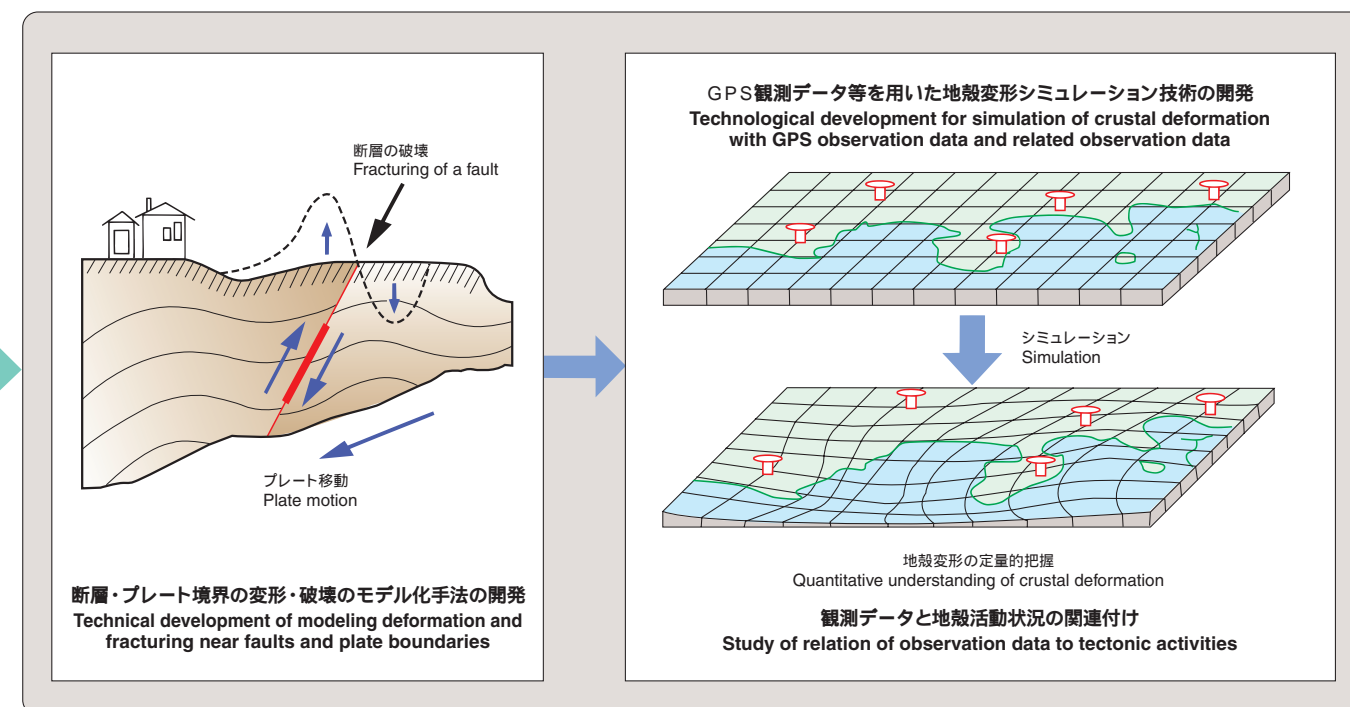 断層の破壊
Fracturing of a fault
プレート移動
Plate motion
断層・プレート境界の変形・破壊のモデル化手法の開発
Technical development of modeling deformation and
fracturing near faults and plate boundaries
GPS観測データ等を用いた地殻変形シミュレーション技術の開発
Technological development for simulation of crustal deformation
with GPS observation data and related observation data
シミュレーション
Simulation
地殻変形の定量的把握
Quantitative understanding of crustal deformation
観測データと地殻活動状況の関連付け
Study of relation of observation data to tectonic activities